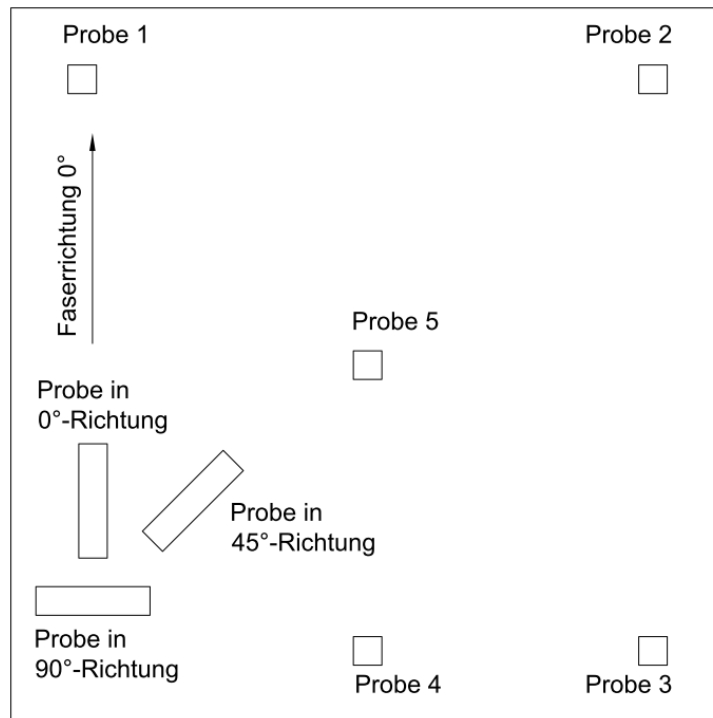 Probe 1
Probe 2
Faserrichtung 0°
Probe 5
Probe in
0°-Richtung
Probe in
45°-Richtung
Probe in
90°-Richtung
Probe 4
Probe 3